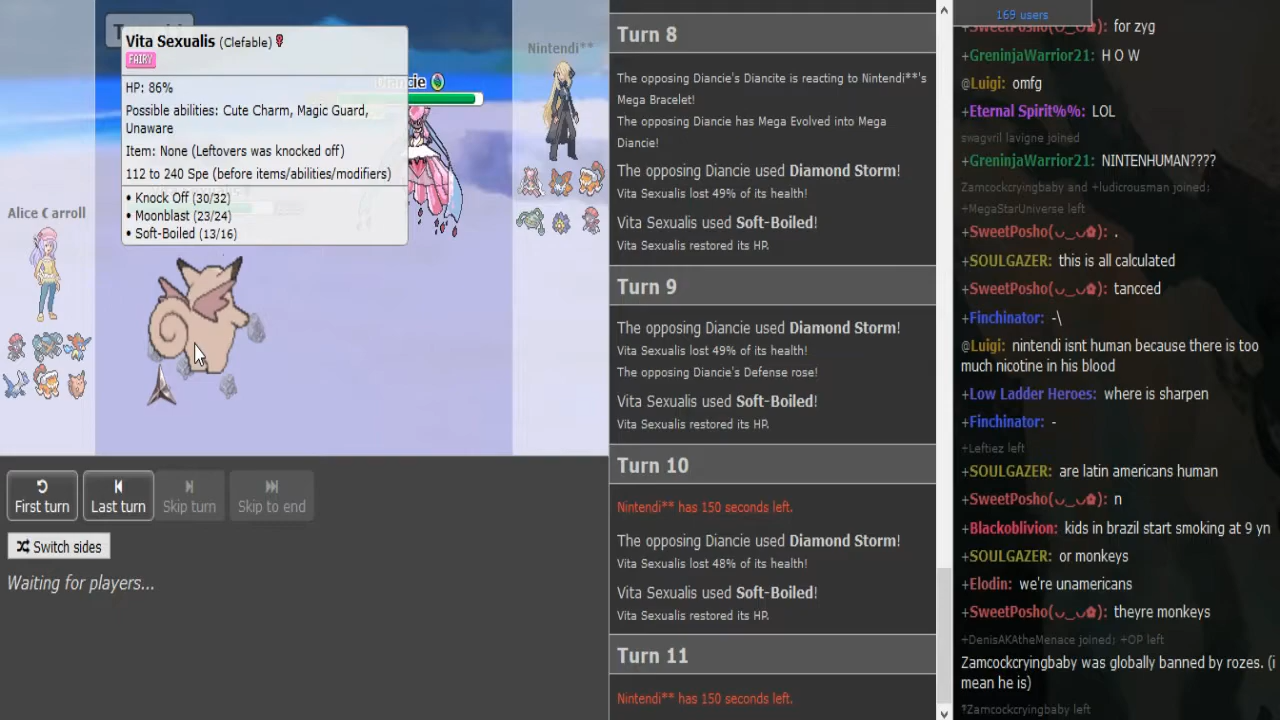 Vita Sexualis (Clefable)
FAIRY
HP: 86%
Possible abilities: Cute Charm, Magic Guard,
Unaware
Item: None (Leftovers was knocked off)
112 to 240 Spe (before items/abilities/modifiers)
• Knock Off (30/32)
• Moonblast (23/24)
• Soft-Boiled (13/16)
Nintendi**
Alice Carroll
First turn
Last turn
Skip turn
Skip to end
Switch sides
Waiting for players...
Turn 8
The opposing Diancie's Diancite is reacting to Nintendi**'s
Mega Bracelet!
The opposing Diancie has Mega Evolved into Mega
Diancie!
The opposing Diancie used Diamond Storm!
Vita Sexualis lost 49% of its health!
Vita Sexualis used Soft-Boiled!
Vita Sexualis restored its HP.
Turn 9
The opposing Diancie used Diamond Storm!
Vita Sexualis lost 49% of its health!
The opposing Diancie's Defense rose!
Vita Sexualis used Soft-Boiled!
Vita Sexualis restored its HP.
Turn 10
Nintendi** has 150 seconds left.
The opposing Diancie used Diamond Storm!
Vita Sexualis lost 48% of its health!
Vita Sexualis used Soft-Boiled!
Vita Sexualis restored its HP.
Turn 11
Nintendi** has 150 seconds left.
169 users
+SweetPosho(◡‿◡✿): for zyg
+GreninjaWarrior21: H O W
@Luigi: omfg
+Eternal Spirit%%: LOL
swagvril lavigne joined
+GreninjaWarrior21: NINTENHUMAN????
Zamcockcryingbaby and +ludicrousman joined;
+MegaStarUniverse left
+SweetPosho(◡‿◡✿): .
+SOULGAZER: this is all calculated
+SweetPosho(◡‿◡✿): tancced
+Finchinator: -\
@Luigi: nintendi isnt human because there is too
much nicotine in his blood
+Low Ladder Heroes: where is sharpen
+Finchinator: -
+Leftiez left
+SOULGAZER: are latin americans human
+SweetPosho(◡‿◡✿): n
+Blackoblivion: kids in brazil start smoking at 9 yn
+SOULGAZER: or monkeys
+Elodin: we're unamericans
+SweetPosho(◡‿◡✿): theyre monkeys
+DenisAKAtheMenace joined; +OP left
Zamcockcryingbaby was globally banned by rozes. (i
mean he is)
*Zamcockcryingbaby left